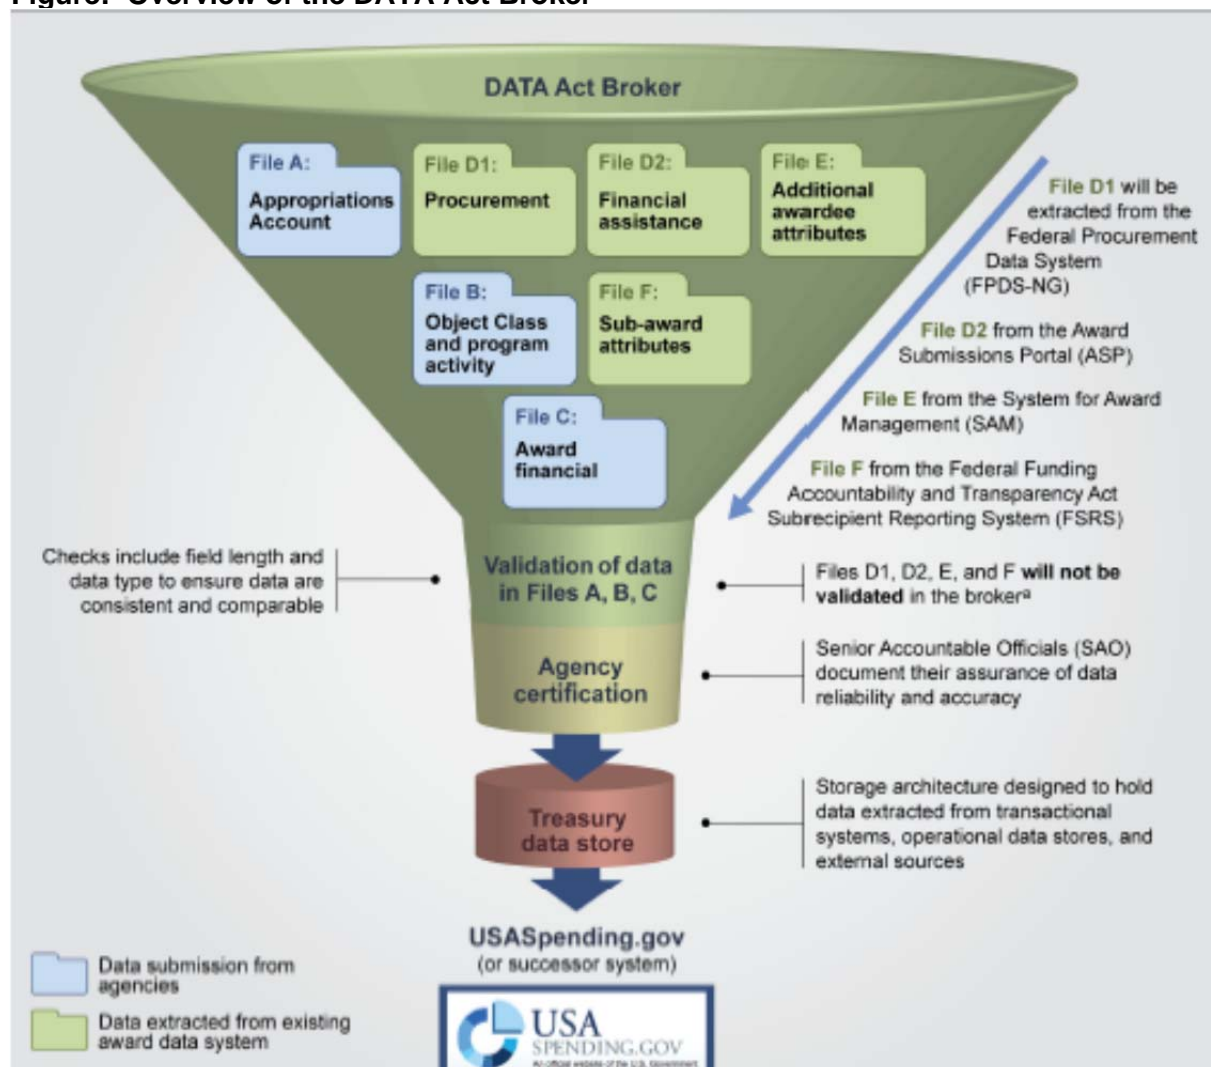 Figure: Overview of the DATA Act Broker
DATA Act Broker
File A:
Appropriations
Account
File D1:
Procurement
File D2:
Financial
assistance
File E:
Additional
awardee
attributes
File B:
Object Class
and program
activity
File F:
Sub-award
attributes
File C:
Award
financial
File D1 will be
extracted from the
Federal Procurement
Data System
(FPDS-NG)
File D2 from the Award
Submissions Portal (ASP)
File E from the System for Award
Management (SAM)
File F from the Federal Funding
Accountability and Transparency Act
Subrecipient Reporting System (FSRS)
Checks include field length and
data type to ensure data are
consistent and comparable
Validation of data
in Files A, B, C
Files D1, D2, E, and F will not be
validated in the brokerᵃ
Agency
certification
Senior Accountable Officials (SAO)
document their assurance of data
reliability and accuracy
Treasury
data store
Storage architecture designed to hold
data extracted from transactional
systems, operational data stores, and
external sources
USASpending.gov
(or successor system)
Data submission from
agencies
Data extracted from existing
award data system
USA
SPENDING.GOV
An official website of the U.S. Government